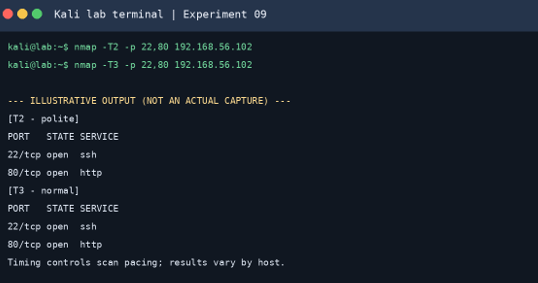 Kali lab terminal | Experiment 09
kali@lab:~$ nmap -T2 -p 22,80 192.168.56.102
kali@lab:~$ nmap -T3 -p 22,80 192.168.56.102
--- ILLUSTRATIVE OUTPUT (NOT AN ACTUAL CAPTURE) ---
[T2 - polite]
PORT   STATE SERVICE
22/tcp open  ssh
80/tcp open  http
[T3 - normal]
PORT   STATE SERVICE
22/tcp open  ssh
80/tcp open  http
Timing controls scan pacing; results vary by host.